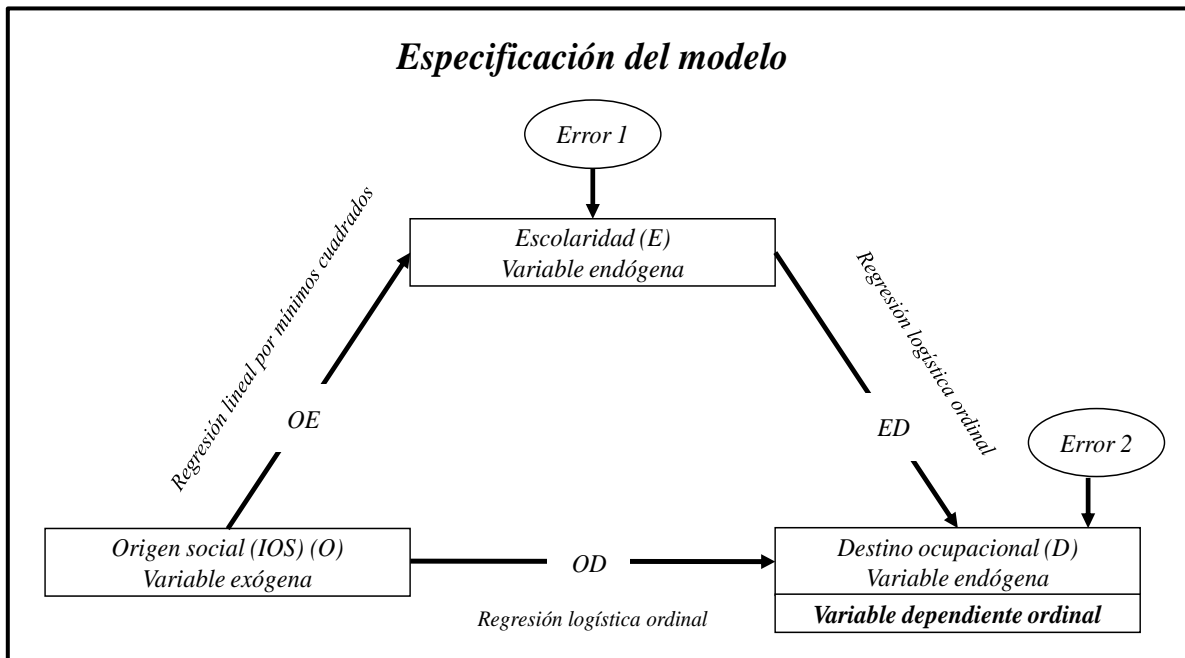 Especificación del modelo
Error 1
Escolaridad (E)
Variable endógena
Regresión lineal por mínimos cuadrados
Regresión logística ordinal
OE
ED
Error 2
Origen social (IOS) (O)
Variable exógena
OD
Destino ocupacional (D)
Variable endógena
Variable dependiente ordinal
Regresión logística ordinal